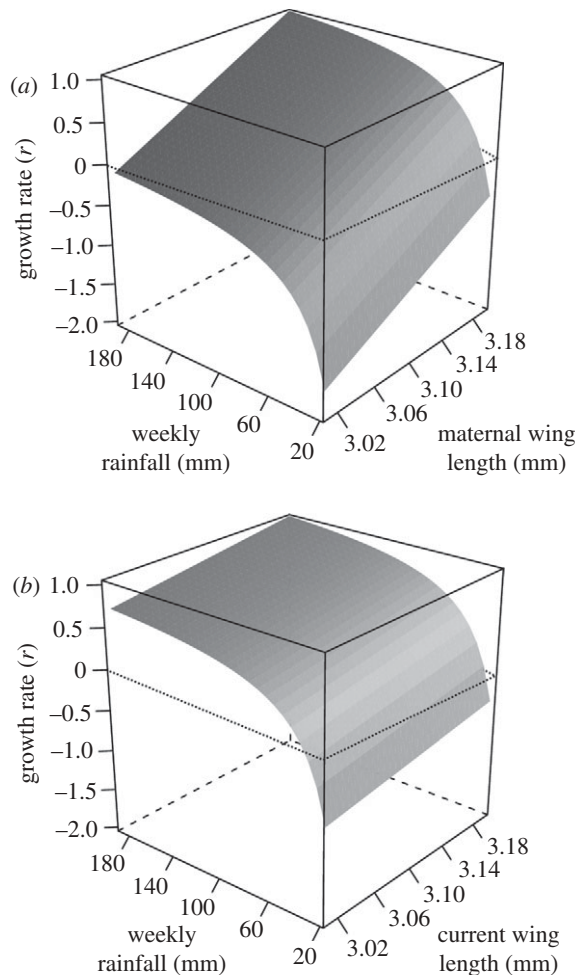 (a)
growth rate (r)
1.0
0.5
0
–0.5
–1.0
–1.5
–2.0
180
140
100
60
20
weekly
rainfall (mm)
3.02
3.06
3.10
3.14
3.18
maternal wing
length (mm)
(b)
growth rate (r)
1.0
0.5
0
–0.5
–1.0
–1.5
–2.0
180
140
100
60
20
weekly
rainfall (mm)
3.02
3.06
3.10
3.14
3.18
current wing
length (mm)